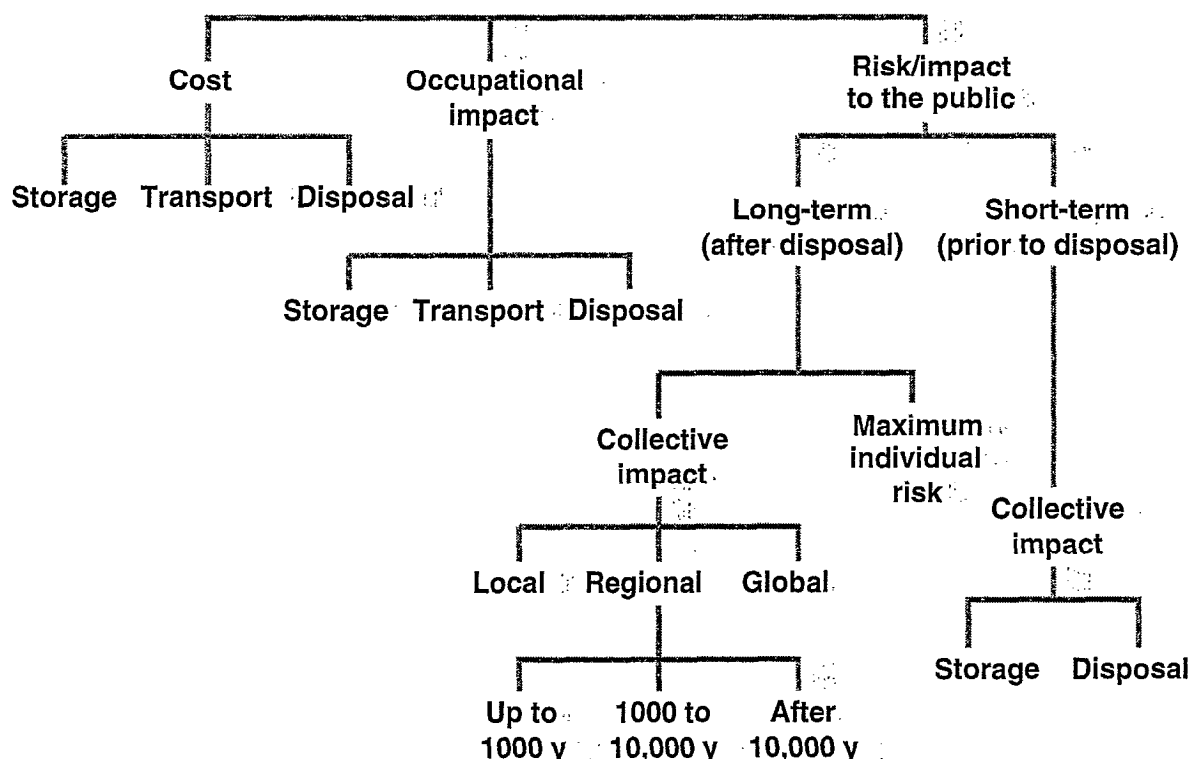 Cost
Occupational
impact
Risk/impact
to the public
Storage Transport Disposal
Long-term
(after disposal)
Short-term
(prior to disposal)
Storage Transport Disposal
Collective
impact
Maximum
individual
risk
Collective
impact
Local Regional Global
Storage Disposal
Up to
1000 y
1000 to
10,000 y
After
10,000 y